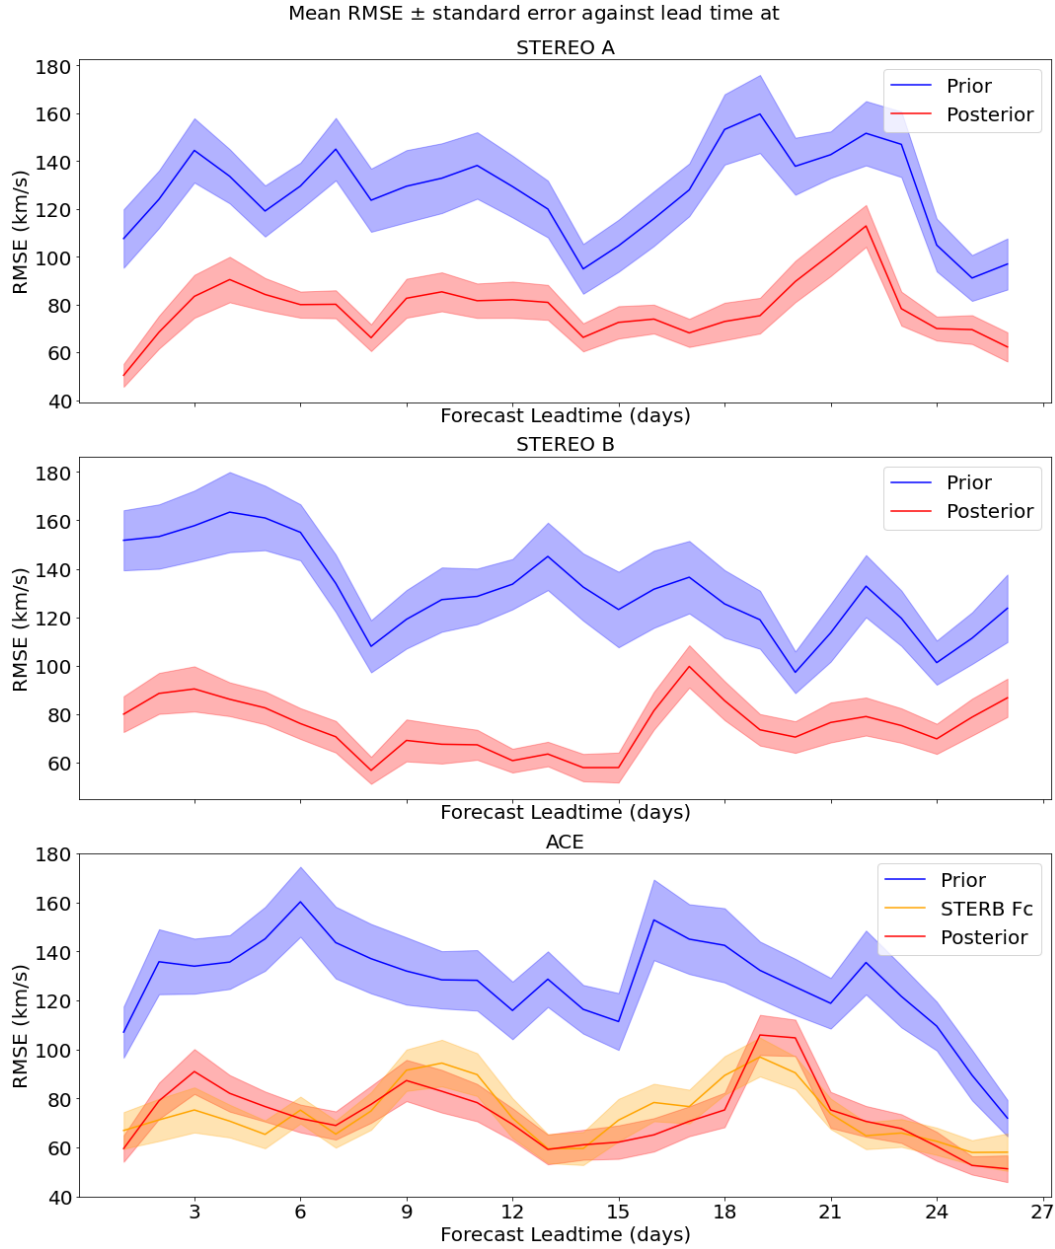 Mean RMSE ± standard error against lead time at
STEREO A
180
160
140
120
100
80
60
40
RMSE (km/s)
Prior
Posterior
Forecast Leadtime (days)
STEREO B
180
160
140
120
100
80
60
RMSE (km/s)
Prior
Posterior
Forecast Leadtime (days)
ACE
180
160
140
120
100
80
60
40
RMSE (km/s)
Prior
STERB Fc
Posterior
3 6 9 12 15 18 21 24 27
Forecast Leadtime (days)